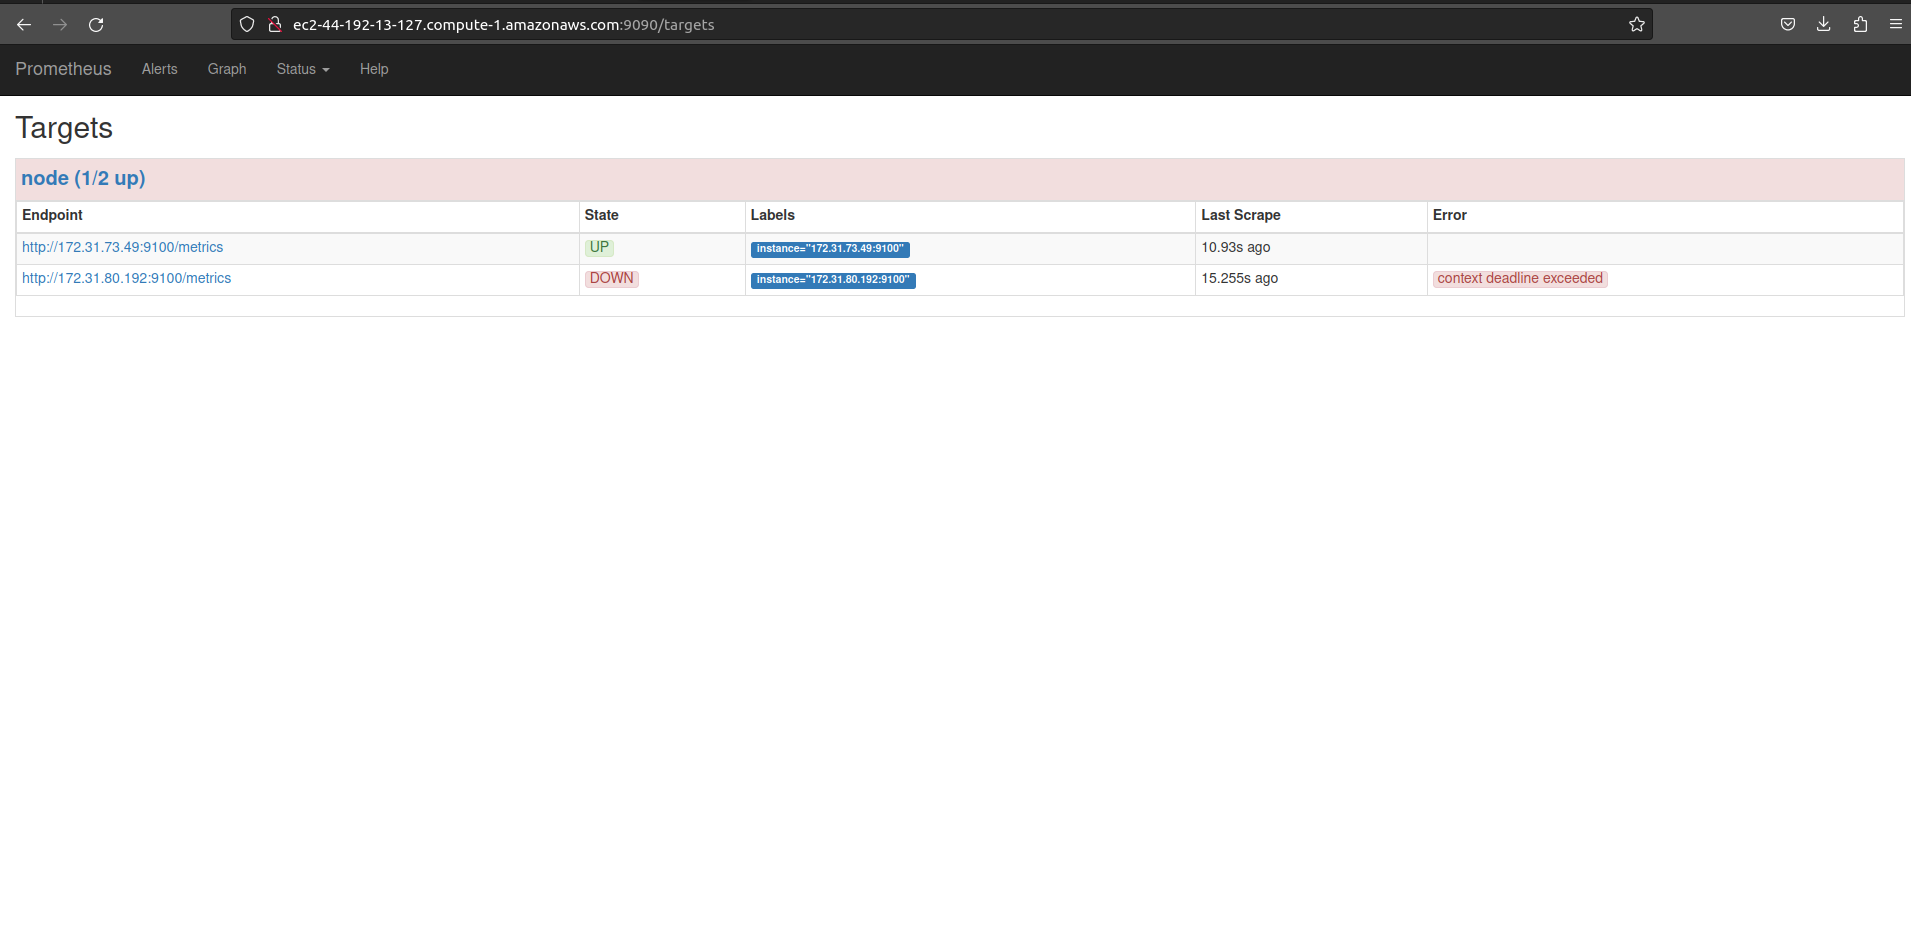 ec2-44-192-13-127.compute-1.amazonaws.com:9090/targets
Prometheus Alerts Graph Status Help
Targets
node (1/2 up)
Endpoint State Labels Last Scrape Error
http://172.31.73.49:9100/metrics UP instance="172.31.73.49:9100" 10.93s ago
http://172.31.80.192:9100/metrics DOWN instance="172.31.80.192:9100" 15.255s ago context deadline exceeded